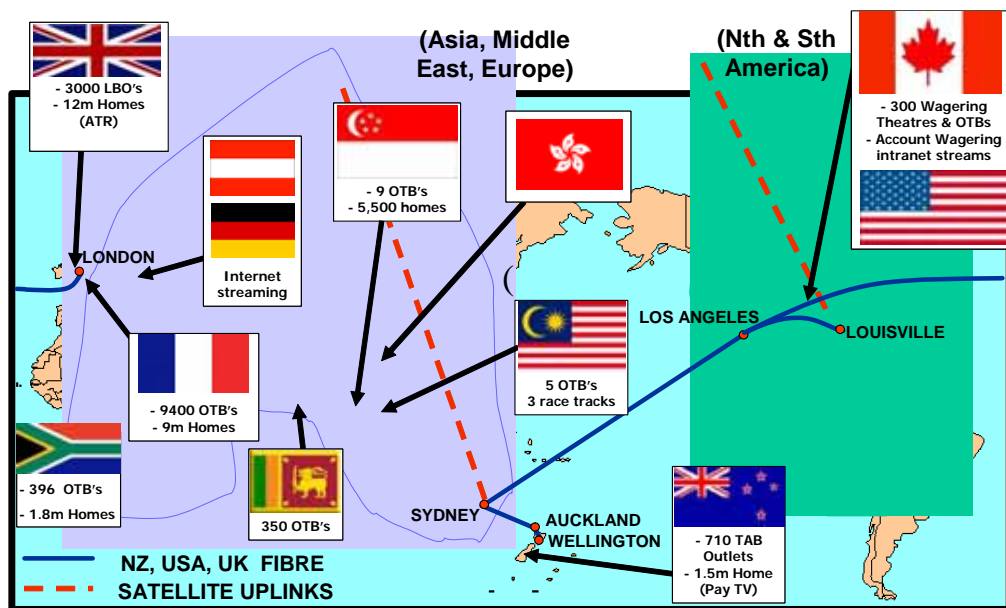 (Asia, Middle
East, Europe)
(Nth & Sth
America)
- 3000 LBO's
- 12m Homes
(ATR)
- 9 OTB's
- 5,500 homes
- 300 Wagering
Theatres & OTBs
- Account Wagering
intranet streams
LONDON
Internet
streaming
(
LOS ANGELES
LOUISVILLE
5 OTB's
3 race tracks
- 9400 OTB's
- 9m Homes
- 396 OTB's
- 1.8m Homes
350 OTB's
SYDNEY
AUCKLAND
WELLINGTON
- 710 TAB
Outlets
- 1.5m Home
(Pay TV)
NZ, USA, UK FIBRE
SATELLITE UPLINKS